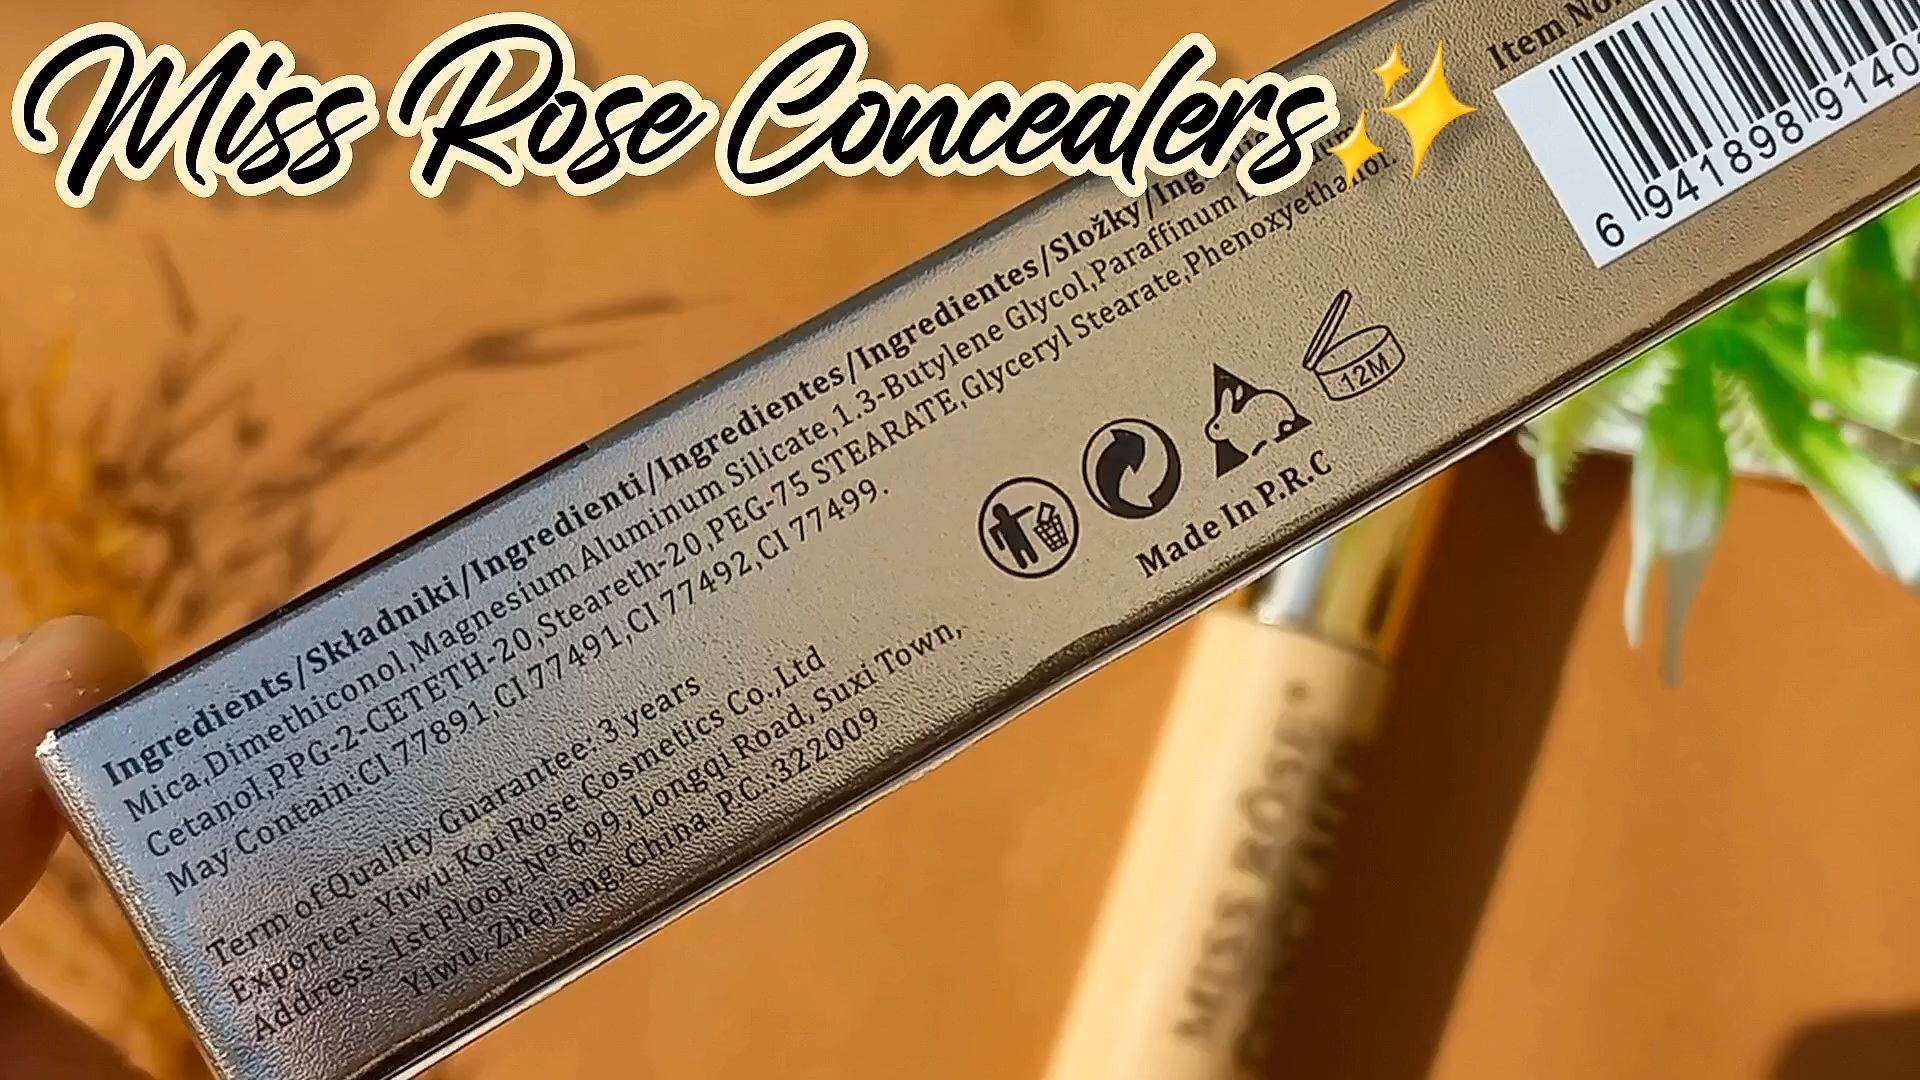 Miss Rose Concealers✨
Item No.
6 941898 9140
Ingredients/Składniki/Ingredienti/Ingredientes/Ingredientes/Složky/
Mica,Dimethiconol,Magnesium Aluminum Silicate,1.3-Butylene Glycol,Paraffinum
Cetanol,PPG-2-CETETH-20,Steareth-20,PEG-75 STEARATE,Glyceryl Stearate,Phenoxyethanol.
May Contain:CI 77891,CI 77491,CI 77492,CI 77499.
12M
Made In P.R.C
Term of Quality Guarantee: 3 years
Exporter: Yiwu Koi Rose Cosmetics Co.,Ltd
Address: 1st Floor, Nº 699, Longqi Road, Suxi Town,
Yiwu, Zhejiang, China. P.C.:322009
MISS RÔSE